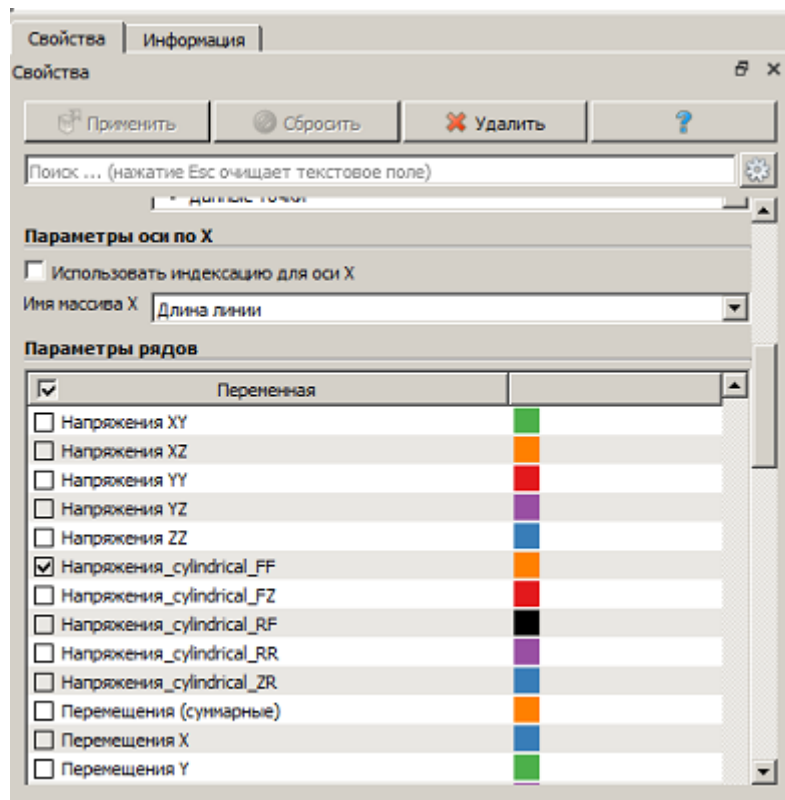 Свойства Информация
Свойства
Применить Сбросить Удалить ?
Поиск ... (нажатие Esc очищает текстовое поле)
данные точки
Параметры оси по X
Использовать индексацию для оси X
Имя массива X Длина линии
Параметры рядов
Переменная
Напряжения XY
Напряжения XZ
Напряжения YY
Напряжения YZ
Напряжения ZZ
Напряжения_cylindrical_FF
Напряжения_cylindrical_FZ
Напряжения_cylindrical_RF
Напряжения_cylindrical_RR
Напряжения_cylindrical_ZR
Перемещения (суммарные)
Перемещения X
Перемещения Y